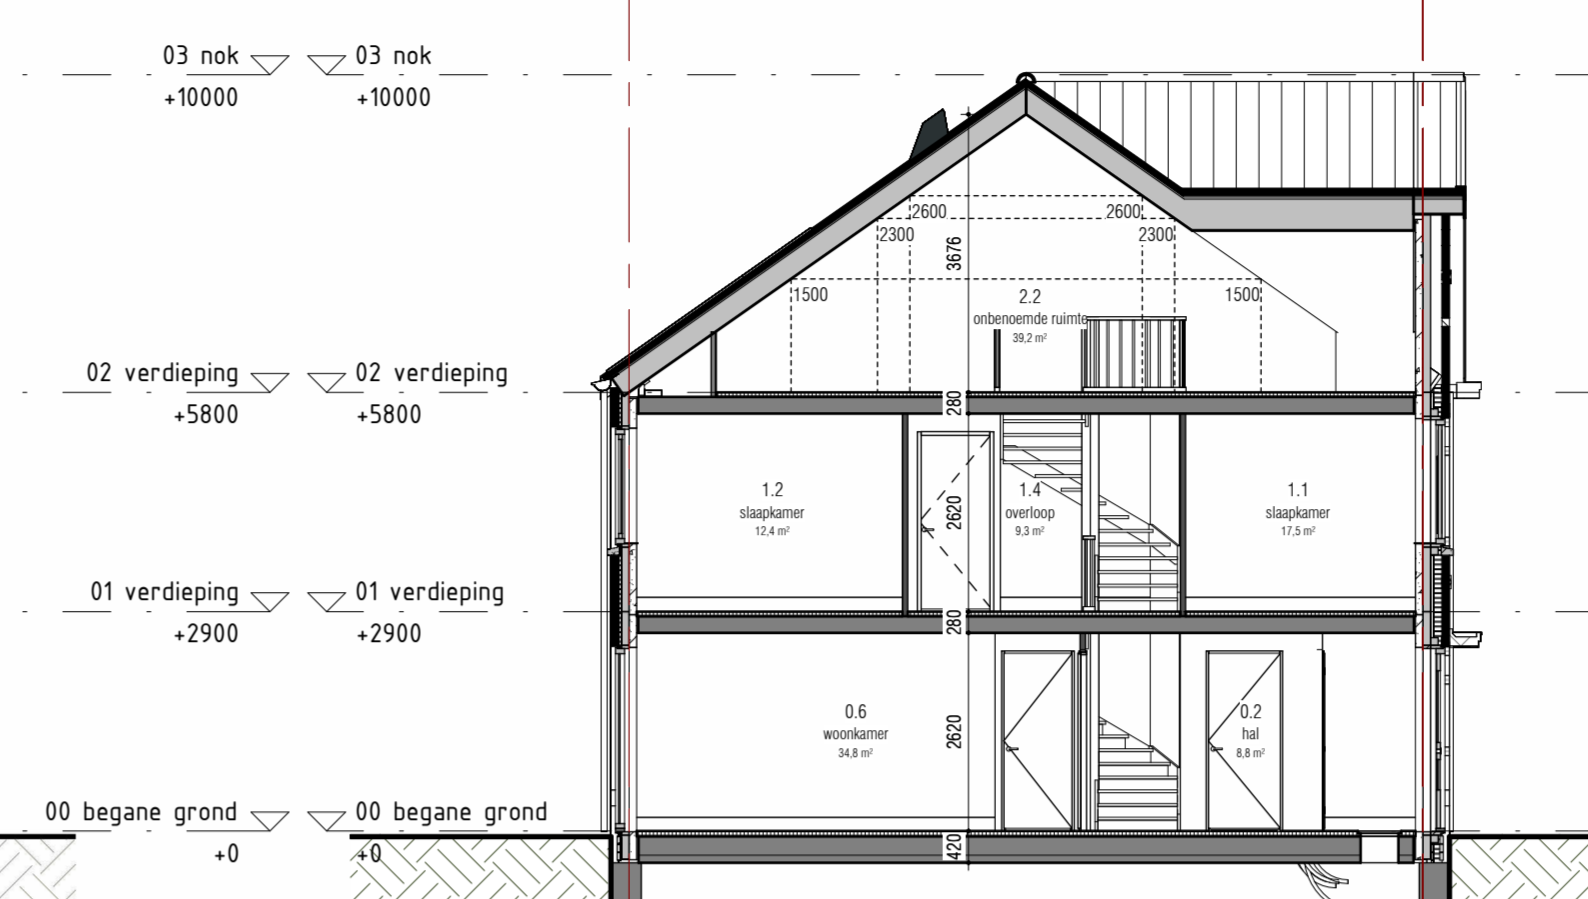 03 nok
03 nok
+10000
+10000
2600
2600
2300
2300
3676
1500
1500
2.2
onbenoemde ruimte
39,2 m²
02 verdieping
02 verdieping
+5800
+5800
280
1.2
slaapkamer
12,4 m²
2620
1.4
overloop
9,3 m²
1.1
slaapkamer
17,5 m²
01 verdieping
01 verdieping
+2900
+2900
280
0.6
woonkamer
34,8 m²
2620
0.2
hal
8,8 m²
00 begane grond
00 begane grond
+0
+0
420